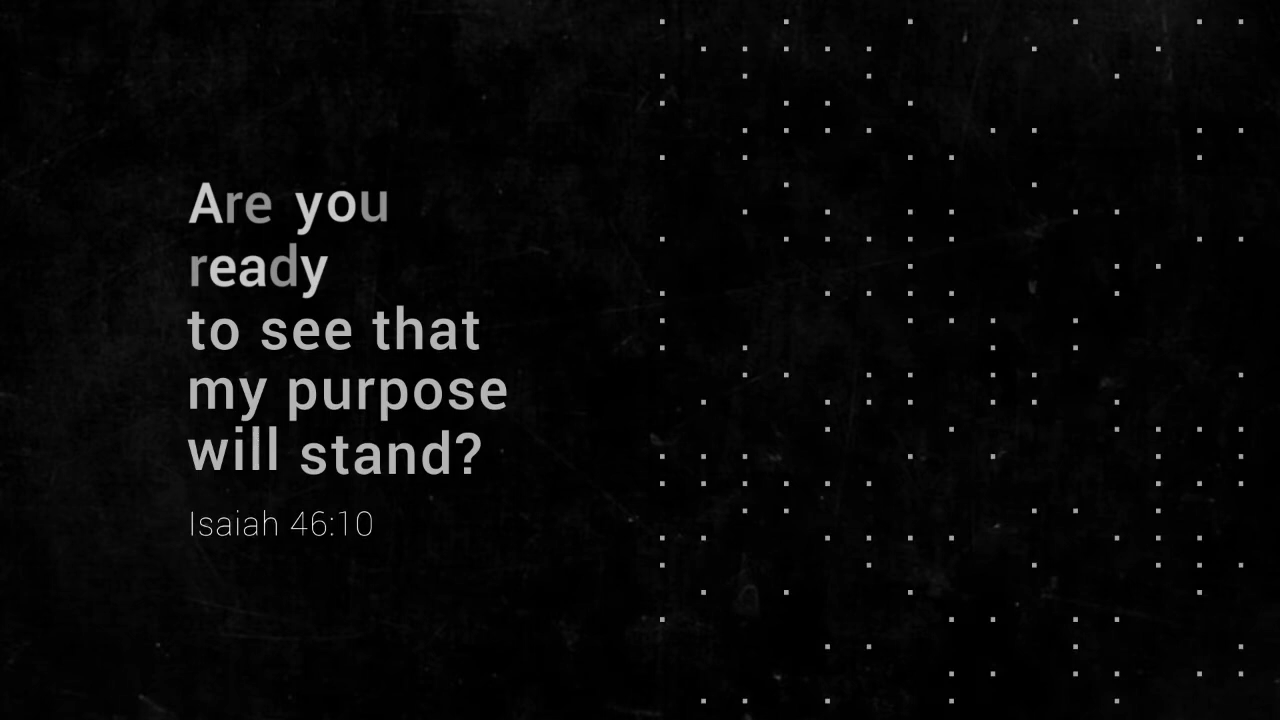 Are you
ready
to see that
my purpose
will stand?
Isaiah 46:10